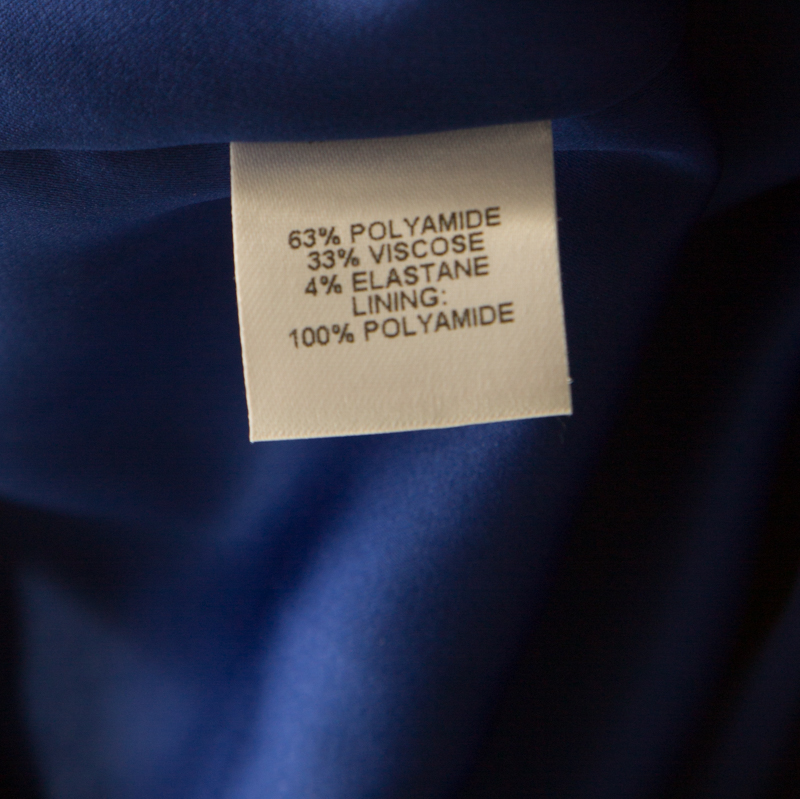 63% POLYAMIDE
33% VISCOSE
4% ELASTANE
LINING:
100% POLYAMIDE